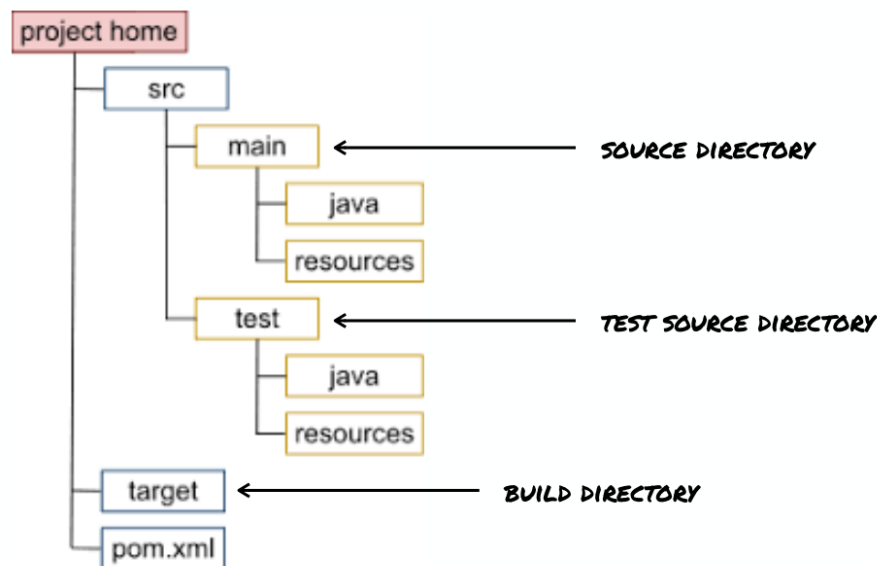 project home
src
main
SOURCE DIRECTORY
java
resources
test
TEST SOURCE DIRECTORY
java
resources
target
BUILD DIRECTORY
pom.xml